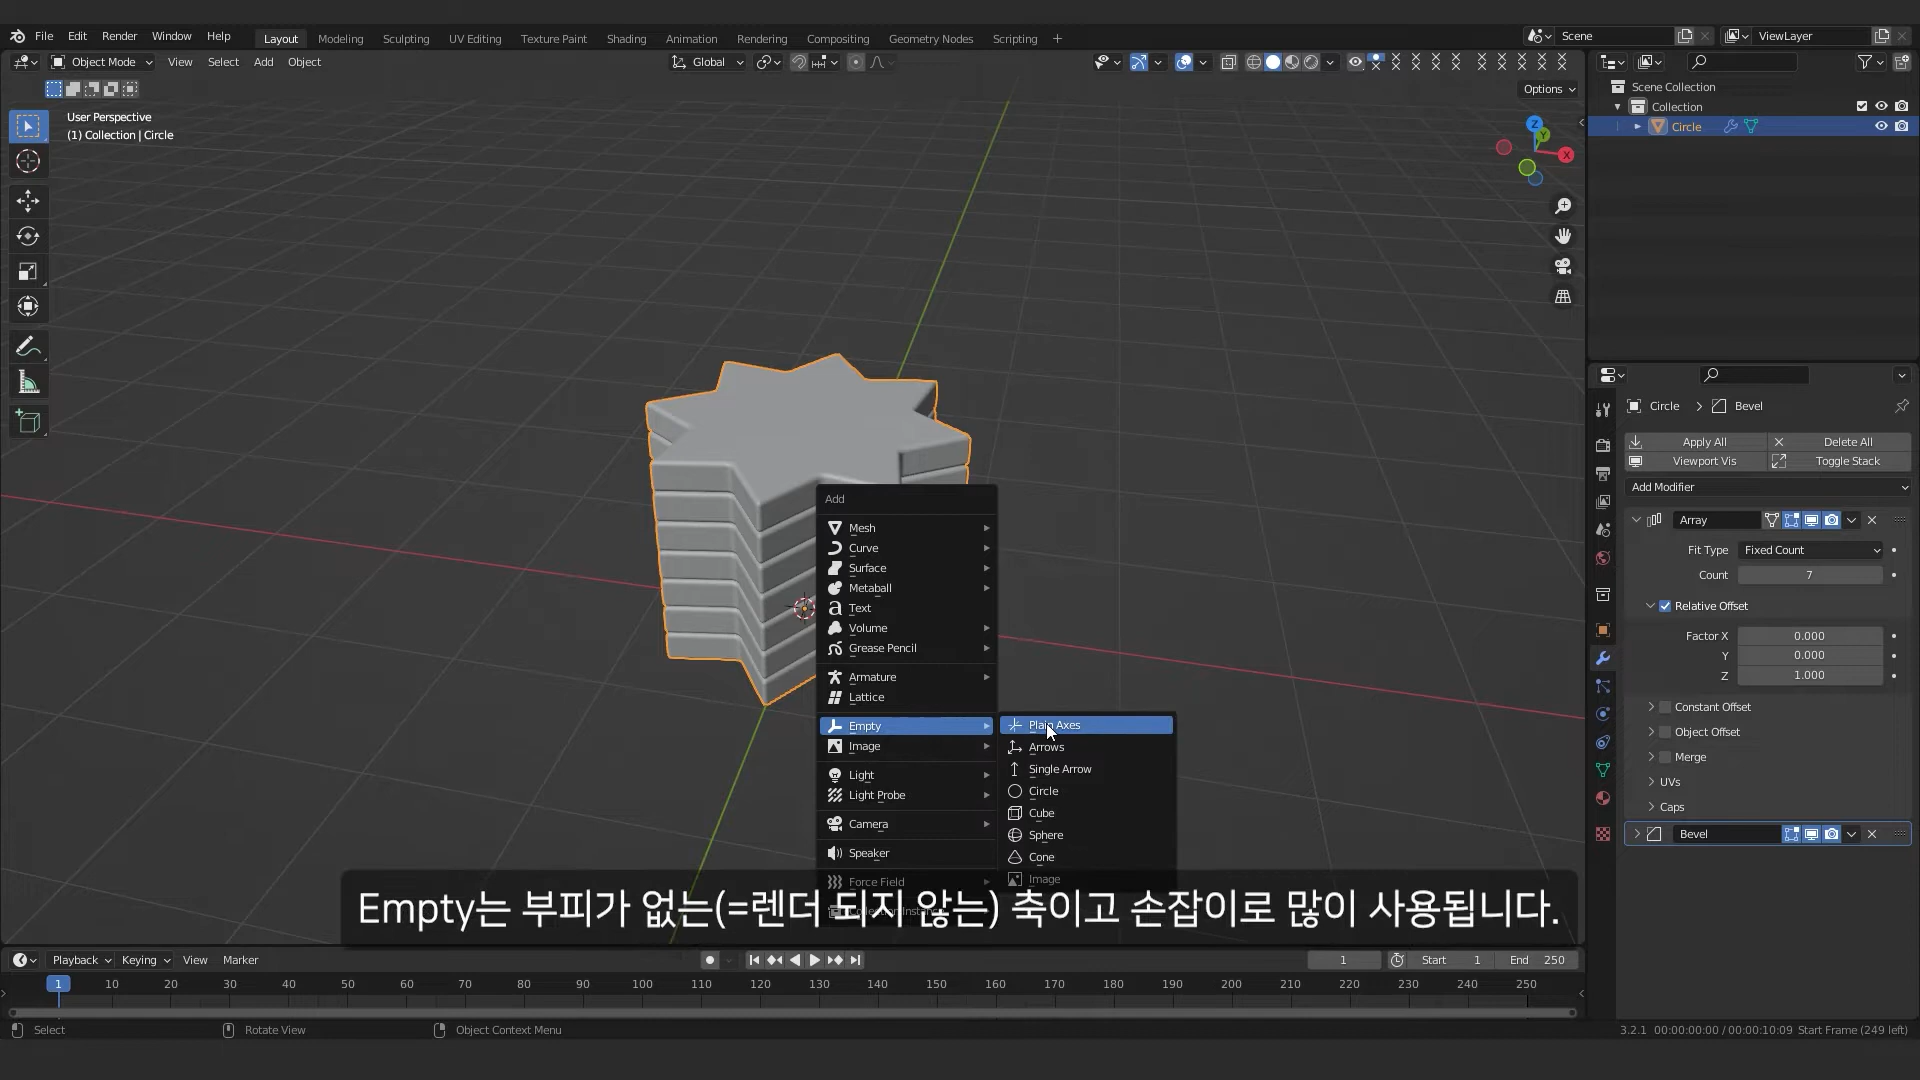 File Edit Render Window Help Layout Modeling Sculpting UV Editing Texture Paint Shading Animation Rendering Compositing Geometry Nodes Scripting + Scene ViewLayer
Object Mode View Select Add Object Global
Options
User Perspective
(1) Collection | Circle
Z
Y
X
Scene Collection
Collection
Circle
Circle > Bevel
Apply All Delete All
Viewport Vis Toggle Stack
Add Modifier
Array
Fit Type Fixed Count
Count 7
Relative Offset
Factor X 0.000
Y 0.000
Z 1.000
Constant Offset
Object Offset
Merge
UVs
Caps
Bevel
Add
Mesh
Curve
Surface
Metaball
Text
Volume
Grease Pencil
Armature
Lattice
Empty
Image
Light
Light Probe
Camera
Speaker
Force Field
Plain Axes
Arrows
Single Arrow
Circle
Cube
Sphere
Cone
Image
Empty는 부피가 없는(=렌더 되지 않는) 축이고 손잡이로 많이 사용됩니다.
Playback Keying View Marker 1 Start 1 End 250
1 10 20 30 40 50 60 70 80 90 100 110 120 130 140 150 160 170 180 190 200 210 220 230 240 250
Select Rotate View Object Context Menu 3.2.1 00:00:00:00 / 00:00:10:09 Start Frame (249 left)